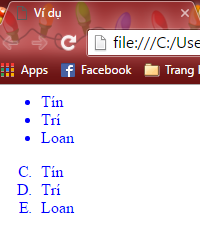 Ví dụ
file:///C:/Use
Apps Facebook Trang
• Tín
• Trí
• Loan
C. Tín
D. Trí
E. Loan